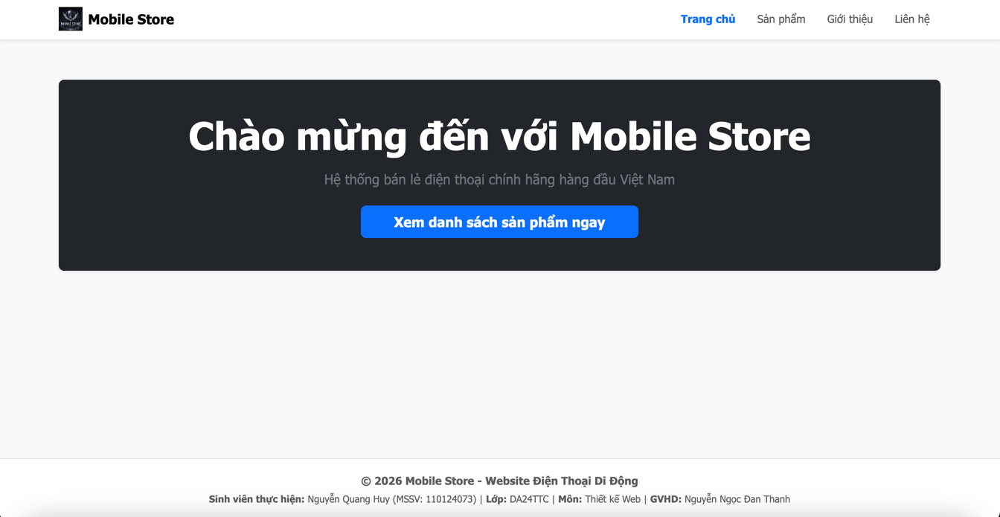 MOBILE STORE
Mobile Store
Trang chủ
Sản phẩm
Giới thiệu
Liên hệ
Chào mừng đến với Mobile Store
Hệ thống bán lẻ điện thoại chính hãng hàng đầu Việt Nam
Xem danh sách sản phẩm ngay
© 2026 Mobile Store - Website Điện Thoại Di Động
Sinh viên thực hiện: Nguyễn Quang Huy (MSSV: 110124073) | Lớp: DA24TTC | Môn: Thiết kế Web | GVHD: Nguyễn Ngọc Đan Thanh